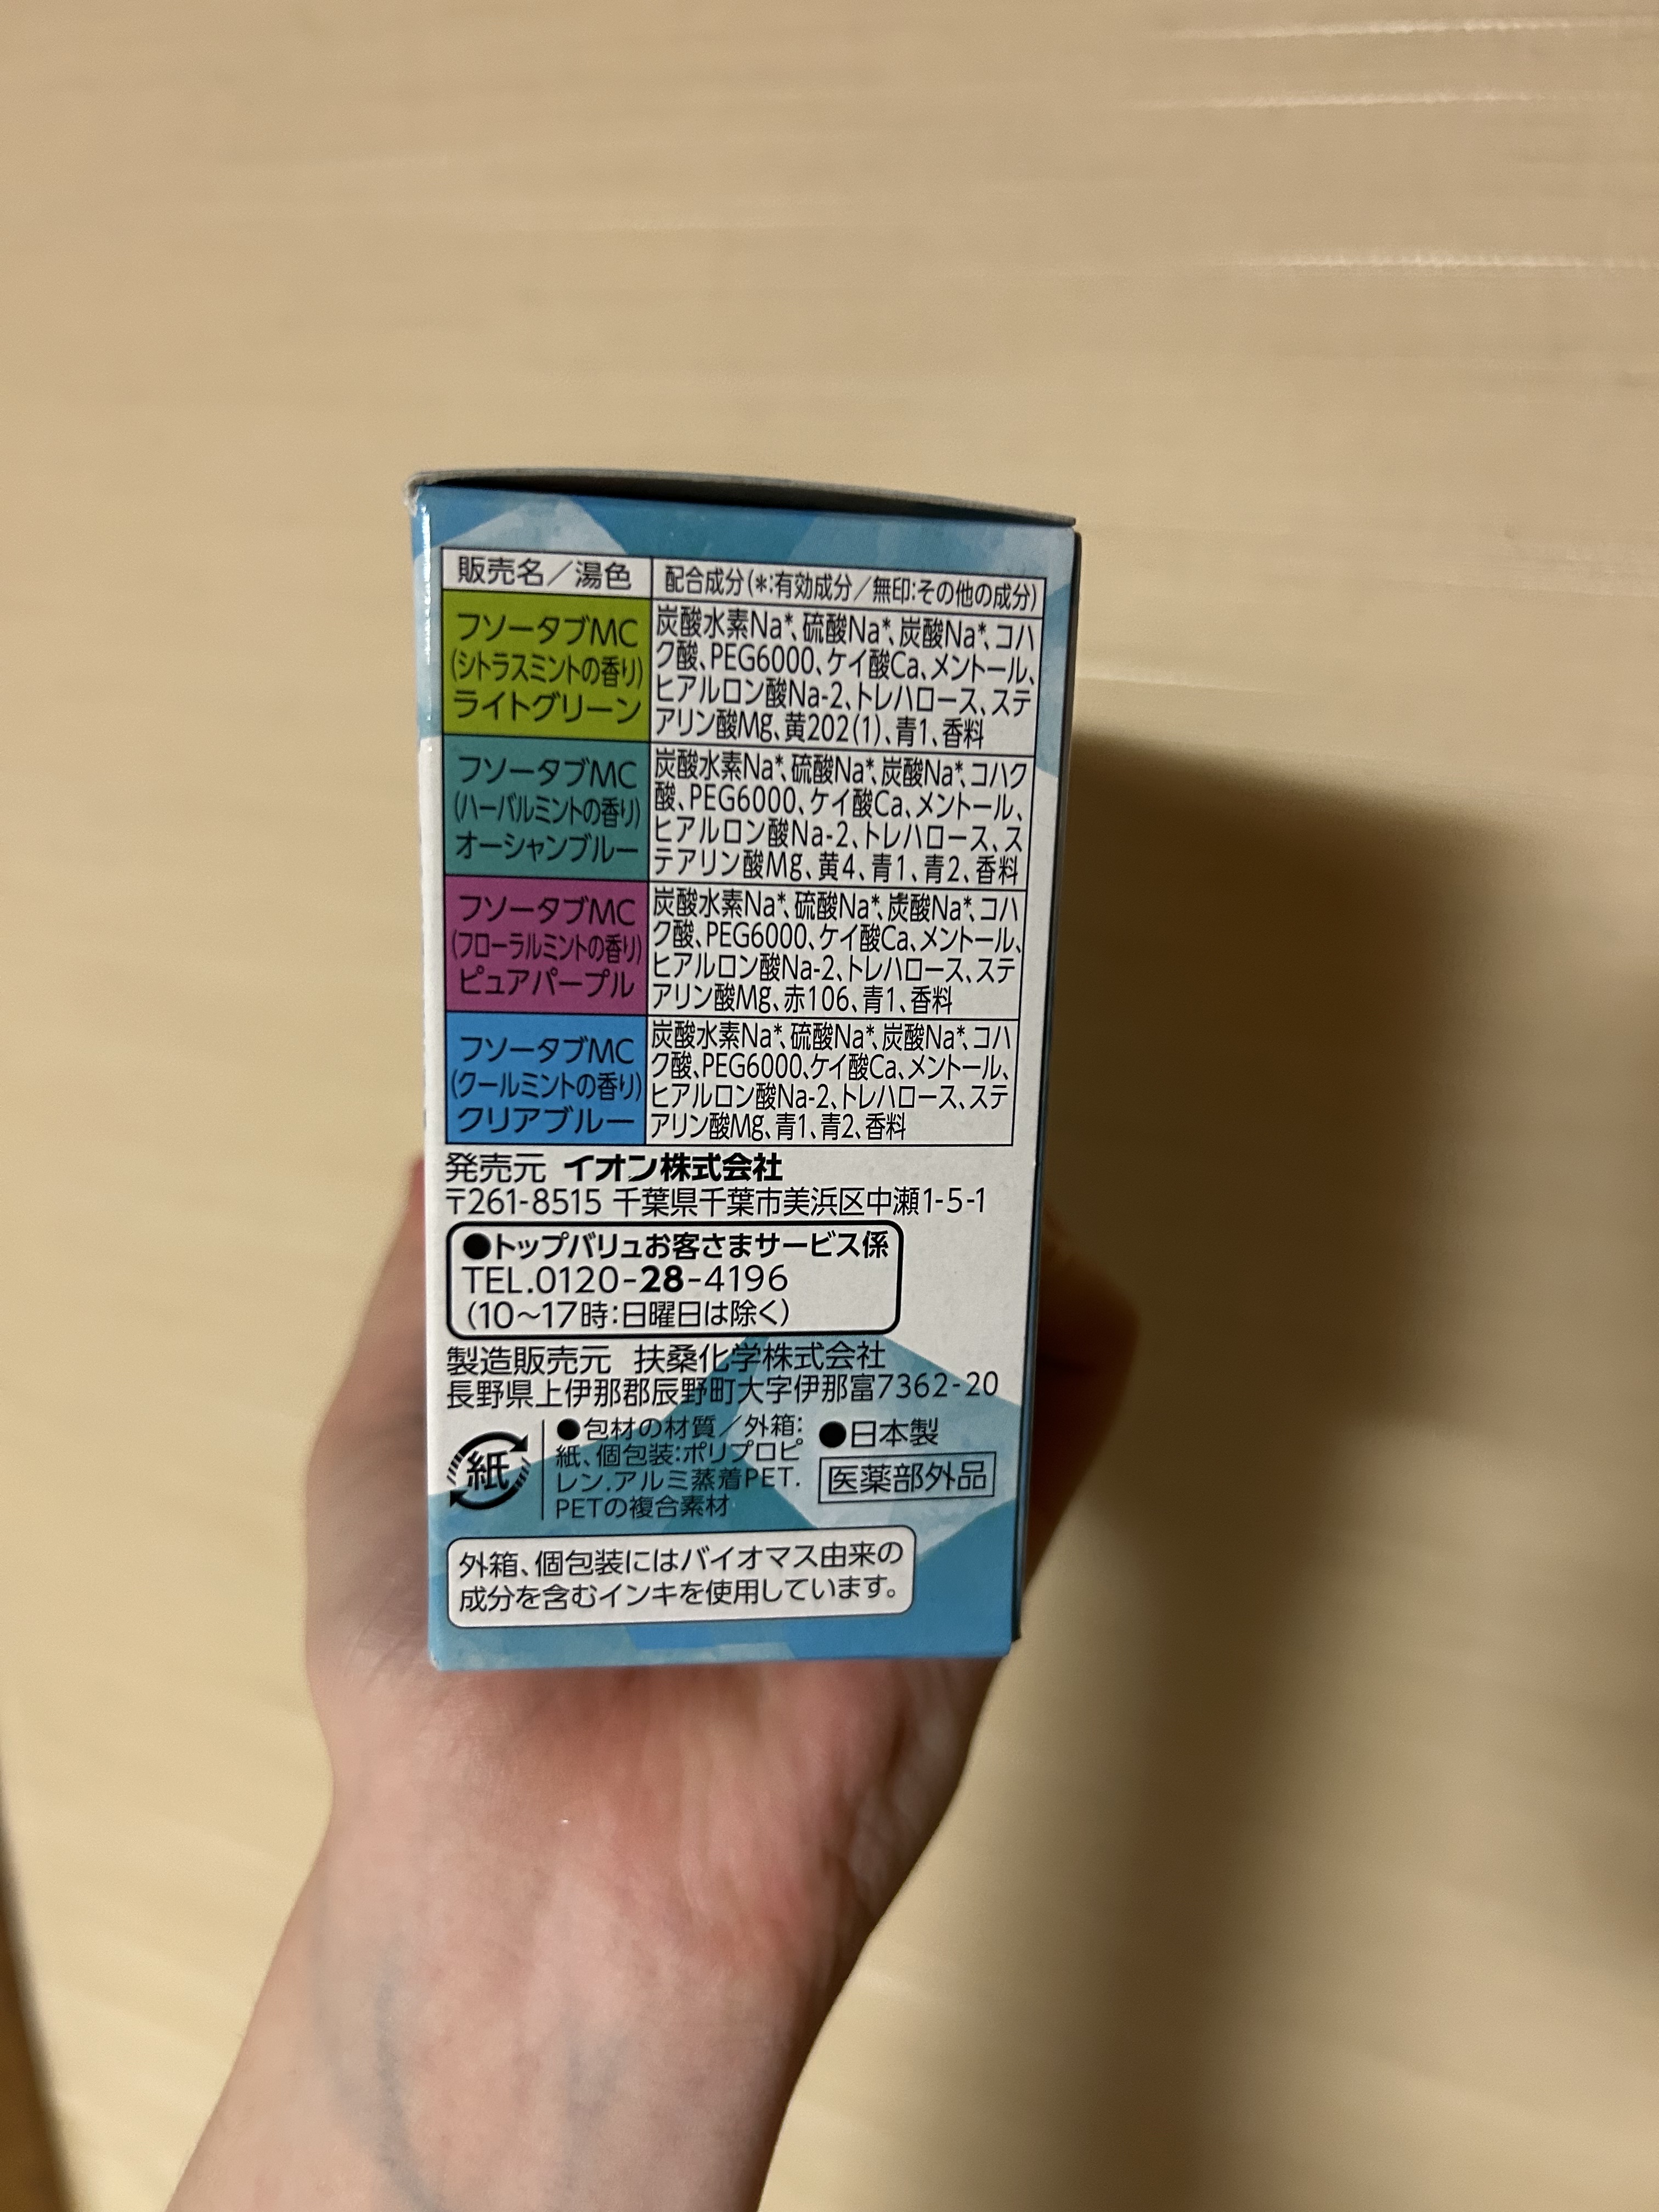 販売名／湯色
配合成分(*:有効成分／無印:その他の成分)
フソータブMC
(シトラスミントの香り)
ライトグリーン
炭酸水素Na*、硫酸Na*、炭酸Na*、コハ
ク酸、PEG6000、ケイ酸Ca、メントール、
ヒアルロン酸Na-2、トレハロース、ステ
アリン酸Mg、黄202(1)、青1、香料
フソータブMC
(ハーバルミントの香り)
オーシャンブルー
炭酸水素Na*、硫酸Na*、炭酸Na*、コハク
酸、PEG6000、ケイ酸Ca、メントール、
ヒアルロン酸Na-2、トレハロース、ス
テアリン酸Mg、黄4、青1、青2、香料
フソータブMC
(フローラルミントの香り)
ピュアパープル
炭酸水素Na*、硫酸Na*、炭酸Na*、コハ
ク酸、PEG6000、ケイ酸Ca、メントール、
ヒアルロン酸Na-2、トレハロース、ステ
アリン酸Mg、赤106、青1、香料
フソータブMC
(クールミントの香り)
クリアブルー
炭酸水素Na*、硫酸Na*、炭酸Na*、コハ
ク酸、PEG6000、ケイ酸Ca、メントール、
ヒアルロン酸Na-2、トレハロース、ステ
アリン酸Mg、青1、青2、香料
発売元 イオン株式会社
〒261-8515 千葉県千葉市美浜区中瀬1-5-1
●トップバリュお客さまサービス係
TEL.0120-28-4196
(10～17時:日曜日は除く)
製造販売元 扶桑化学株式会社
長野県上伊那郡辰野町大字伊那富7362-20
紙
●包材の材質／外箱:
紙、個包装:ポリプロピ
レン.アルミ蒸着PET.
PETの複合素材
●日本製
医薬部外品
外箱、個包装にはバイオマス由来の
成分を含むインキを使用しています。